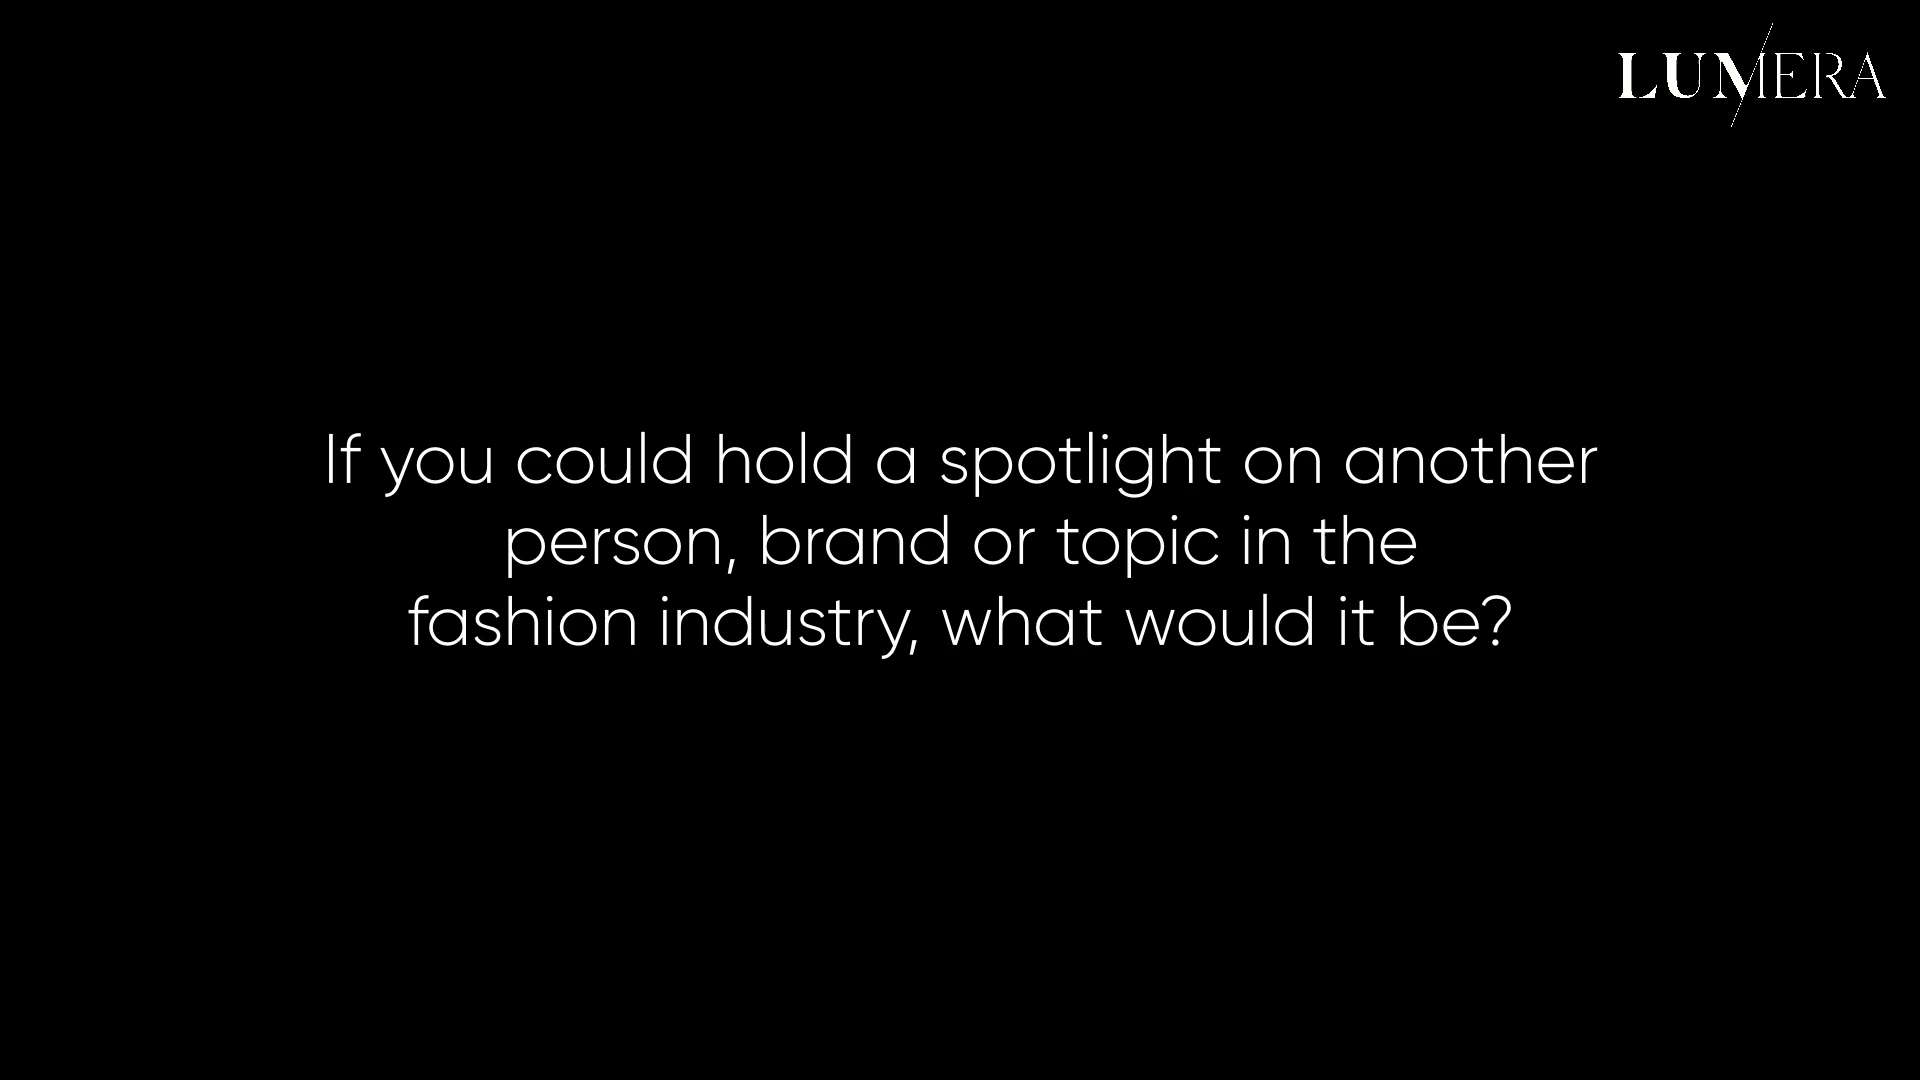 LUMERA
If you could hold a spotlight on another
person, brand or topic in the
fashion industry, what would it be?